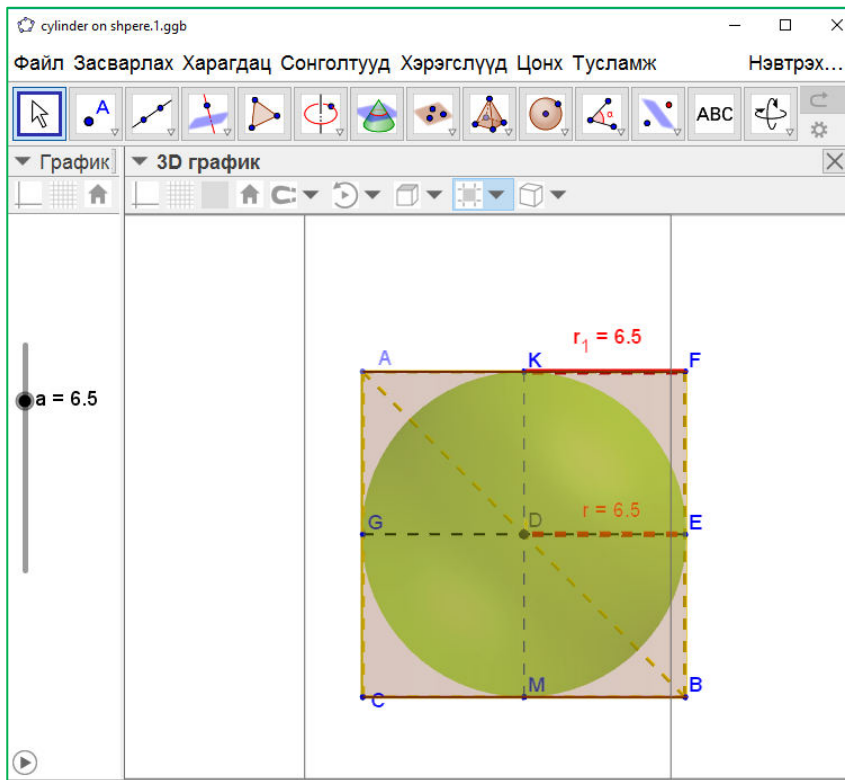 cylinder on shpere.1.ggb
Файл Засварлах Харагдац Сонголтууд Хэрэгслүүд Цонх Тусламж Нэвтрэх...
A α ABC
График 3D график
a = 6.5
r1 = 6.5
A K F
G D r = 6.5 E
C M B